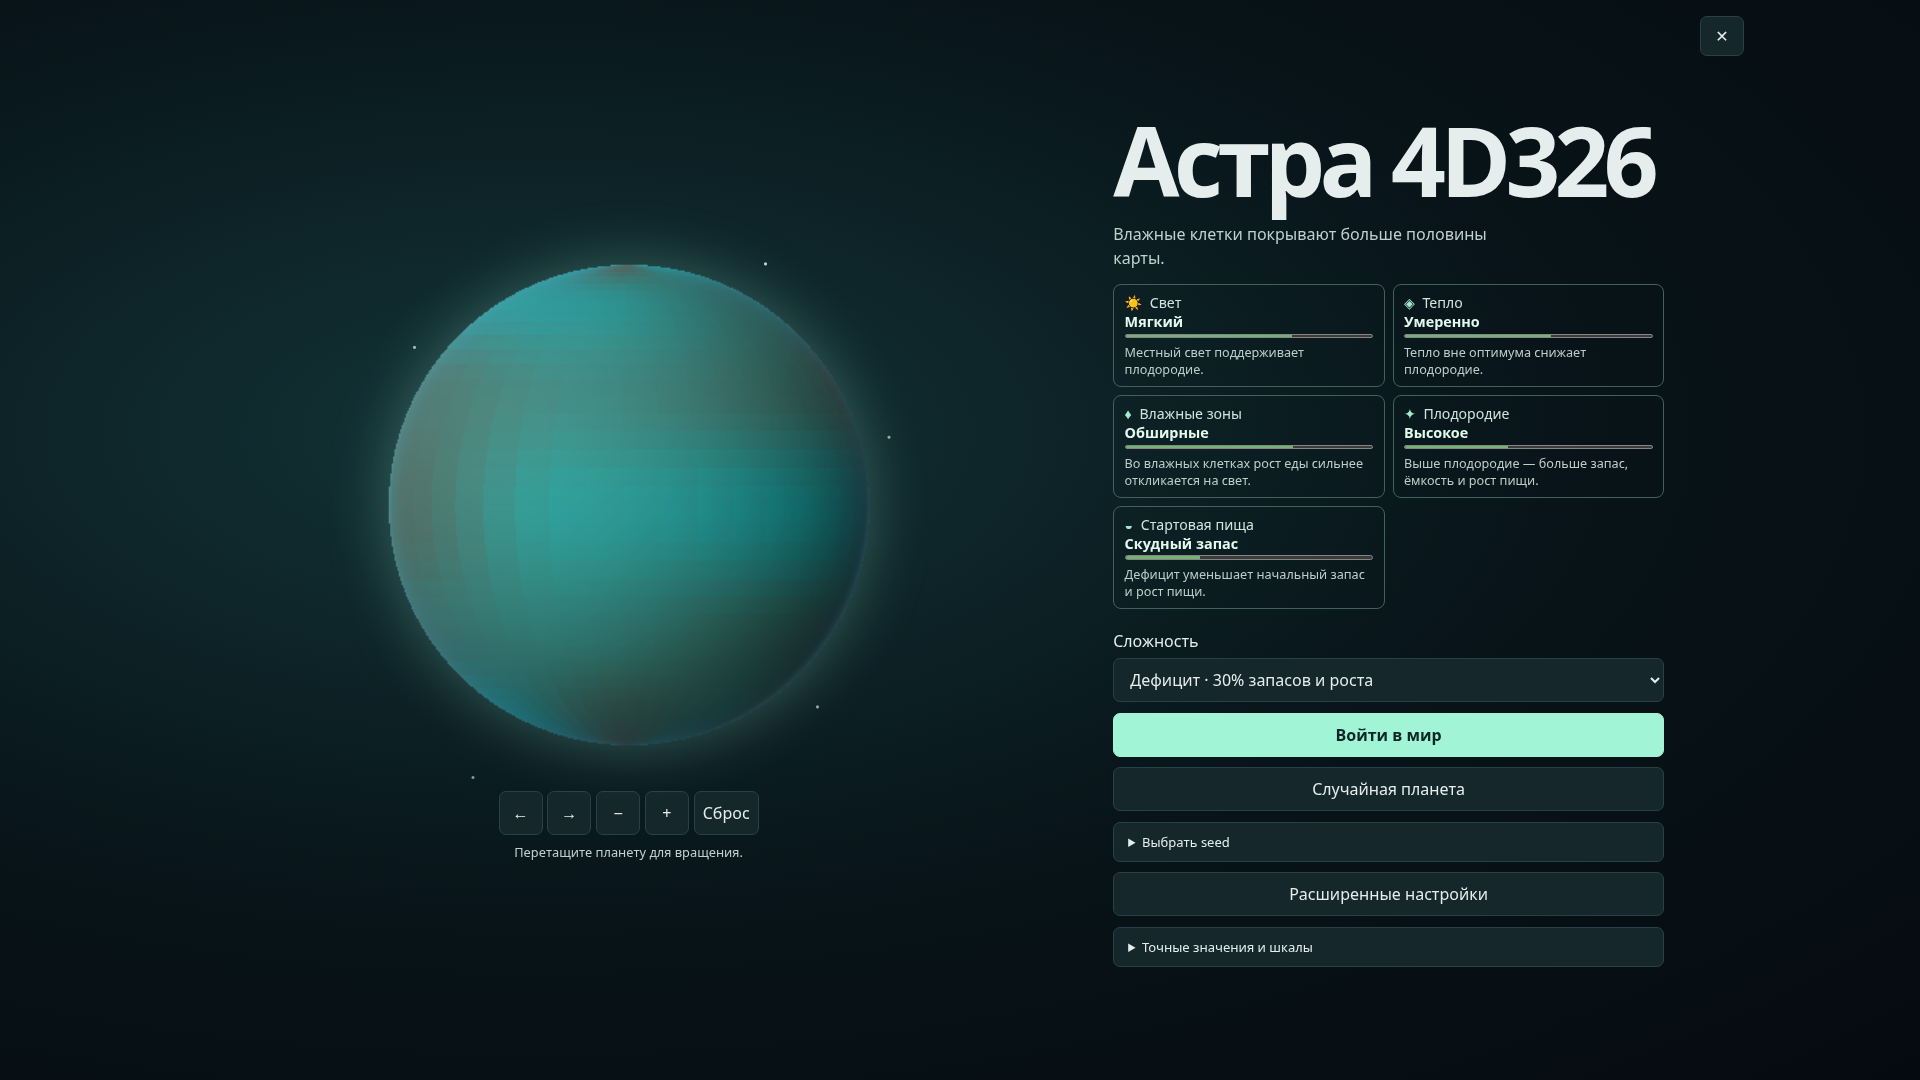 ✕
Астра 4D326
Влажные клетки покрывают больше половины
карты.
☀ Свет
Мягкий
Местный свет поддерживает
плодородие.
◈ Тепло
Умеренно
Тепло вне оптимума снижает
плодородие.
♦ Влажные зоны
Обширные
Во влажных клетках рост еды сильнее
откликается на свет.
✦ Плодородие
Высокое
Выше плодородие — больше запас,
ёмкость и рост пищи.
Стартовая пища
Скудный запас
Дефицит уменьшает начальный запас
и рост пищи.
Сложность
Дефицит · 30% запасов и роста
Войти в мир
Случайная планета
▶ Выбрать seed
Расширенные настройки
▶ Точные значения и шкалы
← → − + Сброс
Перетащите планету для вращения.